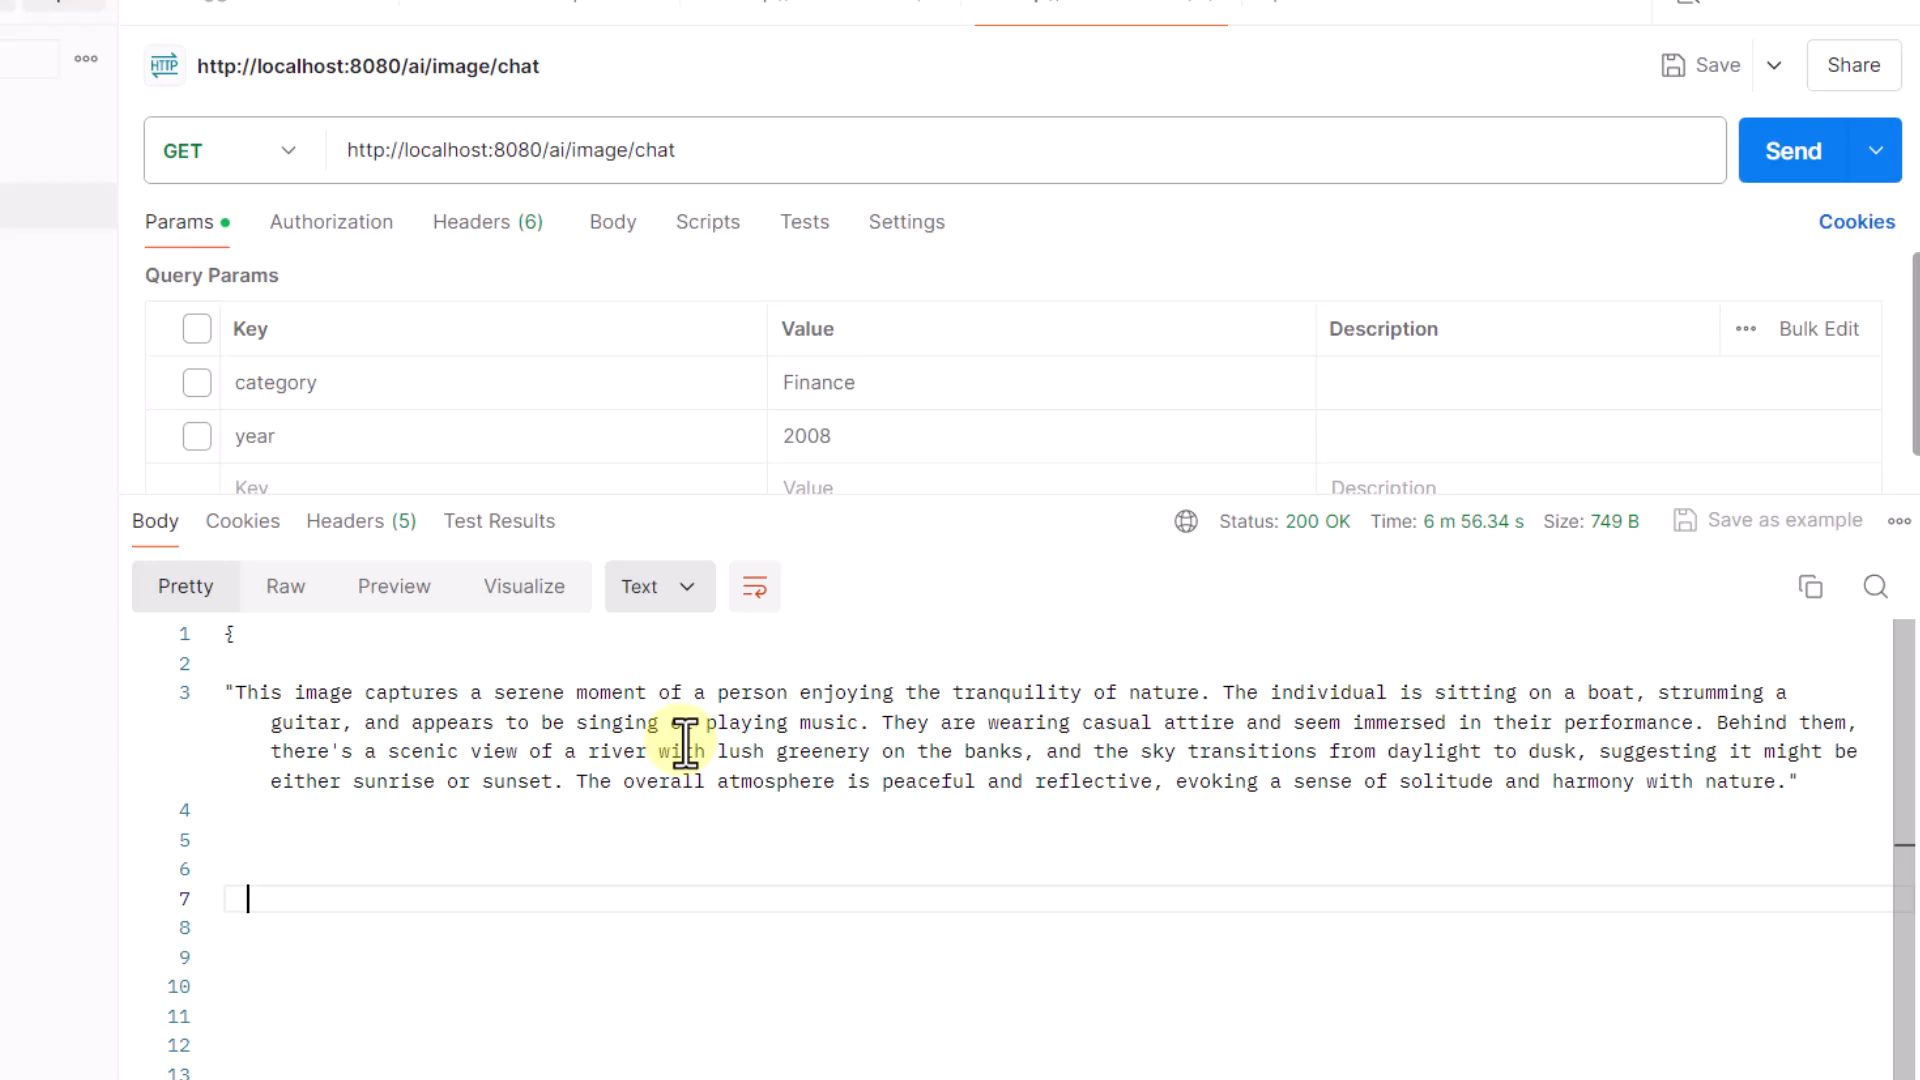 HTTP http://localhost:8080/ai/image/chat Save Share
GET http://localhost:8080/ai/image/chat Send
Params Authorization Headers (6) Body Scripts Tests Settings Cookies
Query Params
Key Value Description Bulk Edit
category Finance
year 2008
Key Value Description
Body Cookies Headers (5) Test Results Status: 200 OK Time: 6 m 56.34 s Size: 749 B Save as example
Pretty Raw Preview Visualize Text
1 {
2
3 "This image captures a serene moment of a person enjoying the tranquility of nature. The individual is sitting on a boat, strumming a
guitar, and appears to be singing or playing music. They are wearing casual attire and seem immersed in their performance. Behind them,
there's a scenic view of a river with lush greenery on the banks, and the sky transitions from daylight to dusk, suggesting it might be
either sunrise or sunset. The overall atmosphere is peaceful and reflective, evoking a sense of solitude and harmony with nature."
4
5
6
7
8
9
10
11
12
13